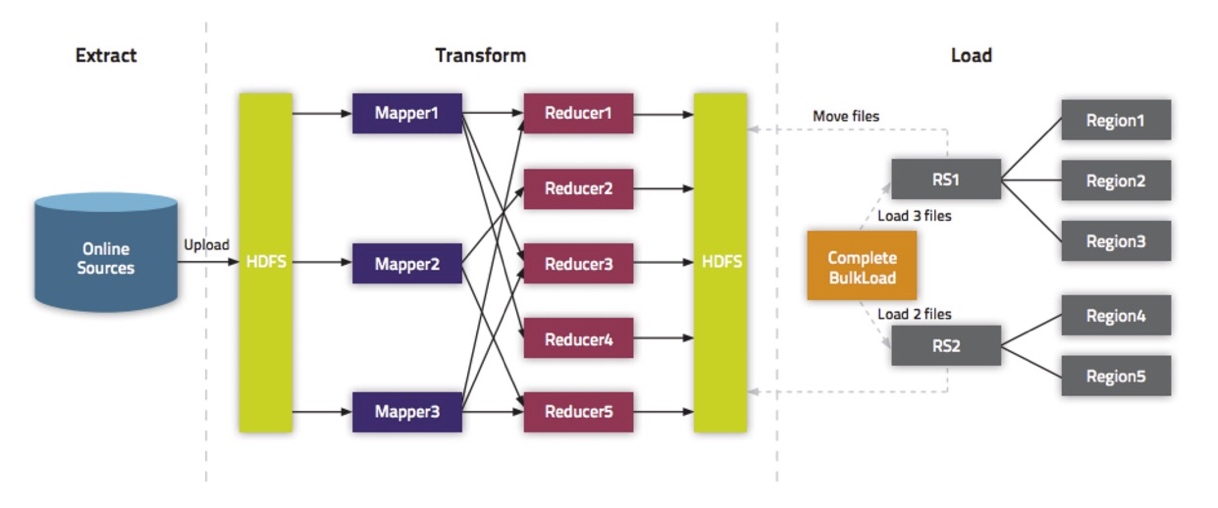 Extract
Transform
Load
Online
Sources
Upload
HDFS
Mapper1
Mapper2
Mapper3
Reducer1
Reducer2
Reducer3
Reducer4
Reducer5
HDFS
Move files
RS1
Load 3 files
Complete
BulkLoad
Load 2 files
RS2
Region1
Region2
Region3
Region4
Region5